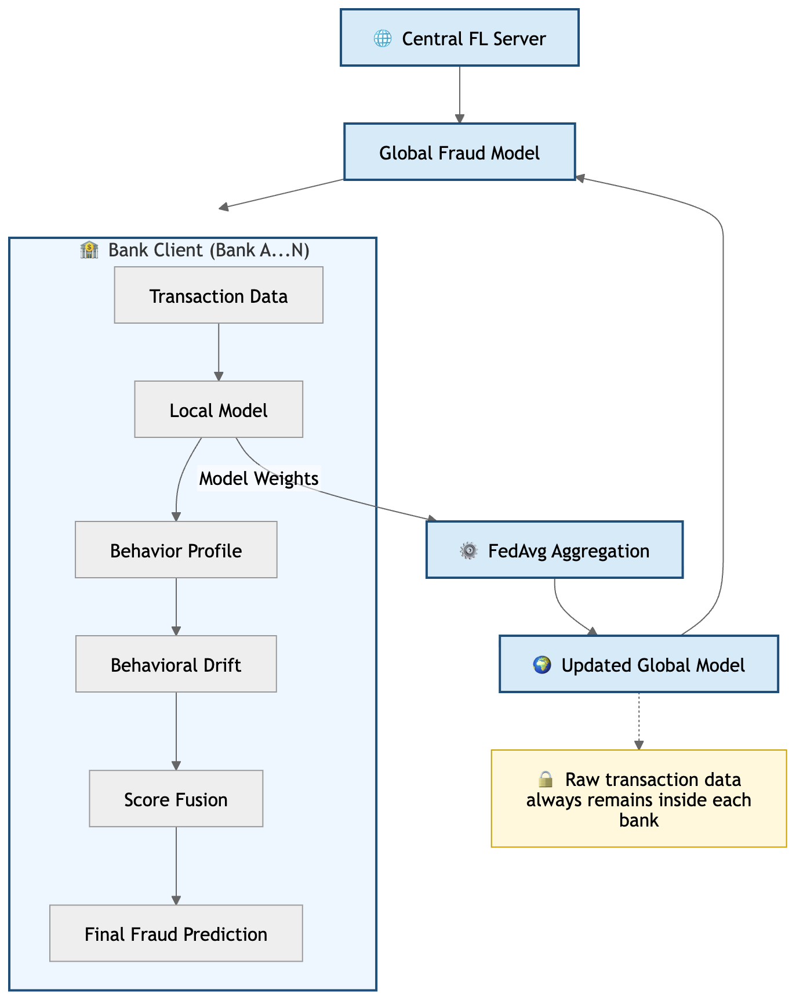 Central FL Server
Global Fraud Model
Bank Client (Bank A...N)
Transaction Data
Local Model
Model Weights
Behavior Profile
FedAvg Aggregation
Behavioral Drift
Updated Global Model
Score Fusion
Raw transaction data
always remains inside each
bank
Final Fraud Prediction